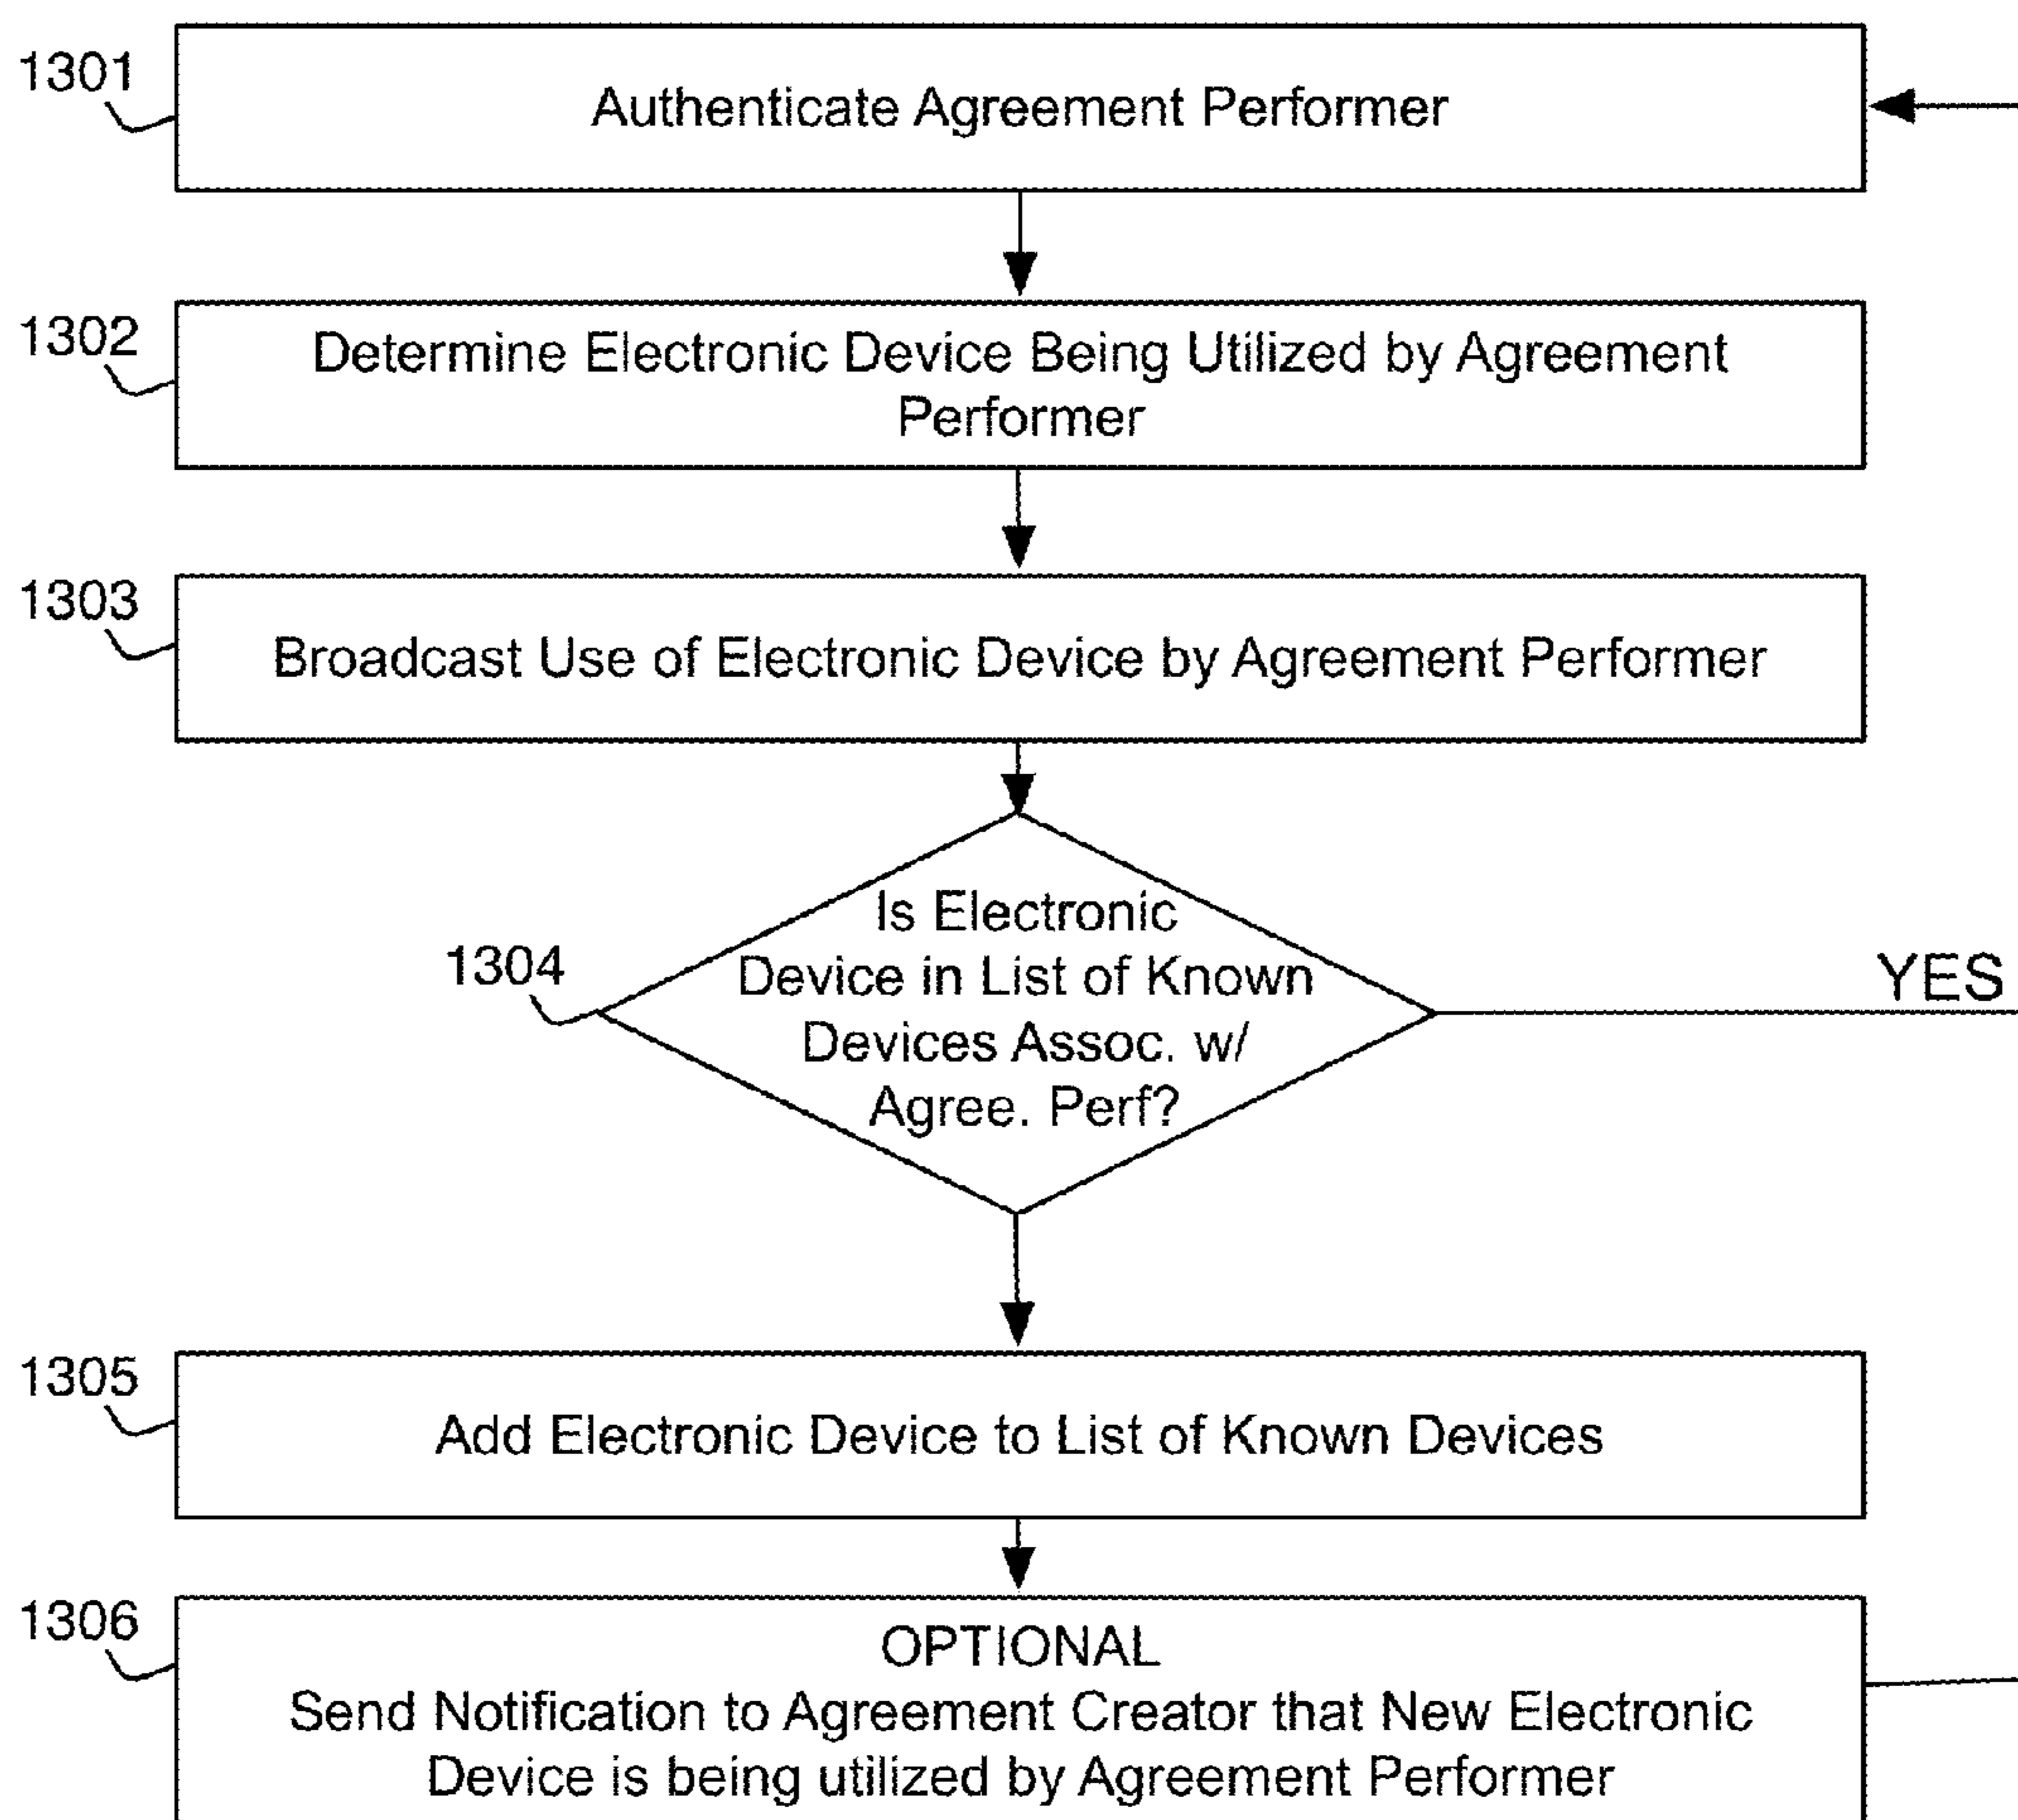 1301
Authenticate Agreement Performer
1302
Determine Electronic Device Being Utilized by Agreement
Performer
1303
Broadcast Use of Electronic Device by Agreement Performer
1304
Is Electronic
Device in List of Known
Devices Assoc. w/
Agree. Perf?
YES
1305
Add Electronic Device to List of Known Devices
1306
OPTIONAL
Send Notification to Agreement Creator that New Electronic
Device is being utilized by Agreement Performer